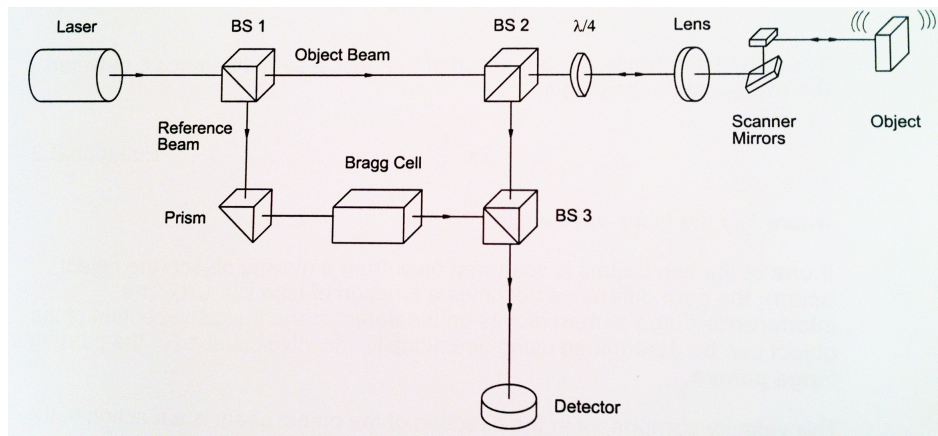 Laser
BS 1
Object Beam
BS 2
λ/4
Lens
Scanner
Mirrors
Object
Reference
Beam
Bragg Cell
Prism
BS 3
Detector